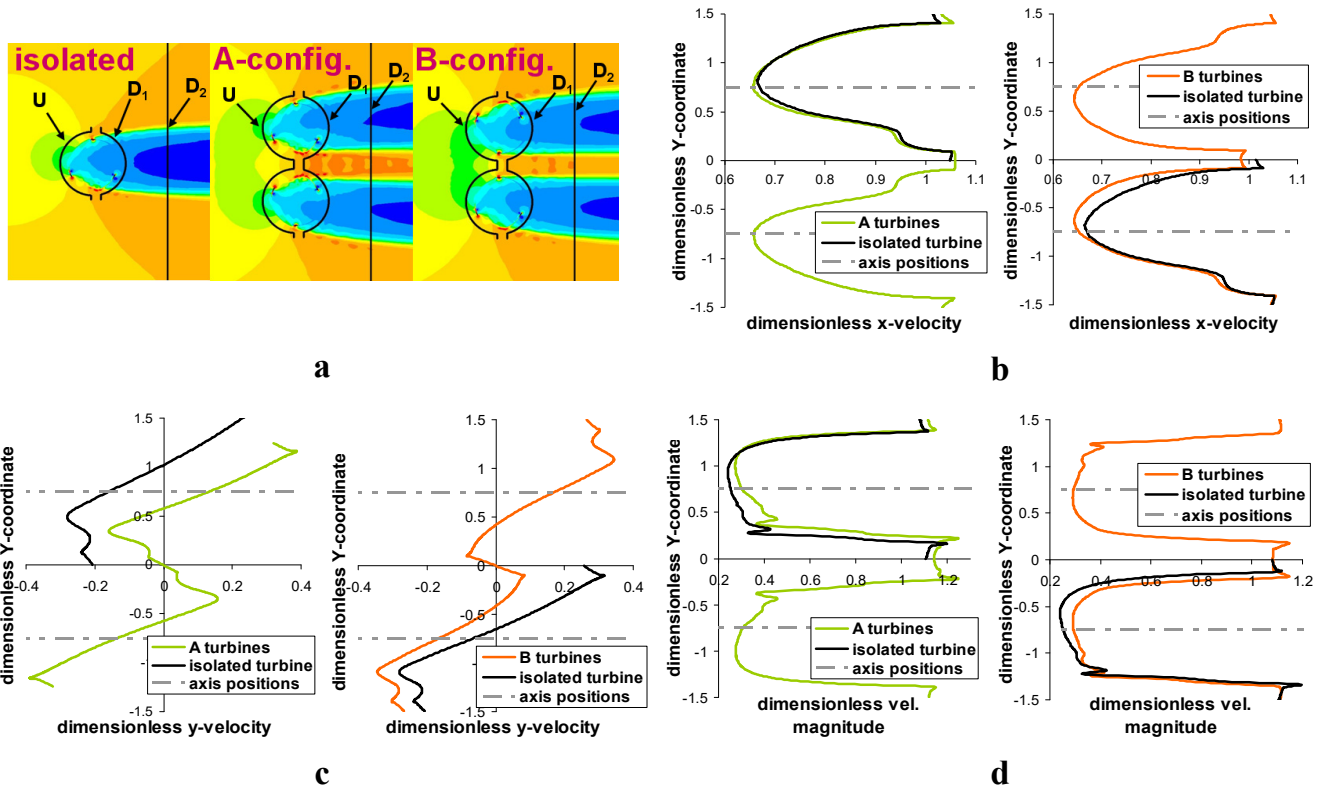 isolated
A-config.
B-config.
U
D1
D2
U
D1
D2
U
D1
D2
a
dimensionless Y-coordinate
1.5
1
0.5
0
-0.5
-1
-1.5
0.6 0.7 0.8 0.9 1 1.1
A turbines
isolated turbine
axis positions
dimensionless x-velocity
dimensionless Y-coordinate
1.5
1
0.5
0
-0.5
-1
-1.5
0.6 0.7 0.8 0.9 1 1.1
B turbines
isolated turbine
axis positions
dimensionless x-velocity
b
dimensionless Y-coordinate
1.5
1
0.5
0
-0.5
-1
-1.5
-0.4 -0.2 0 0.2 0.4
A turbines
isolated turbine
axis positions
dimensionless y-velocity
dimensionless Y-coordinate
1.5
1
0.5
0
-0.5
-1
-1.5
-0.4 -0.2 0 0.2 0.4
B turbines
isolated turbine
axis positions
dimensionless y-velocity
c
dimensionless Y-coordinate
1.5
1
0.5
0
-0.5
-1
-1.5
0.2 0.4 0.6 0.8 1 1.2
A turbines
isolated turbine
axis positions
dimensionless vel.
magnitude
dimensionless Y-coordinate
1.5
1
0.5
0
-0.5
-1
-1.5
0.2 0.4 0.6 0.8 1 1.2
B turbines
isolated turbine
axis positions
dimensionless vel.
magnitude
d